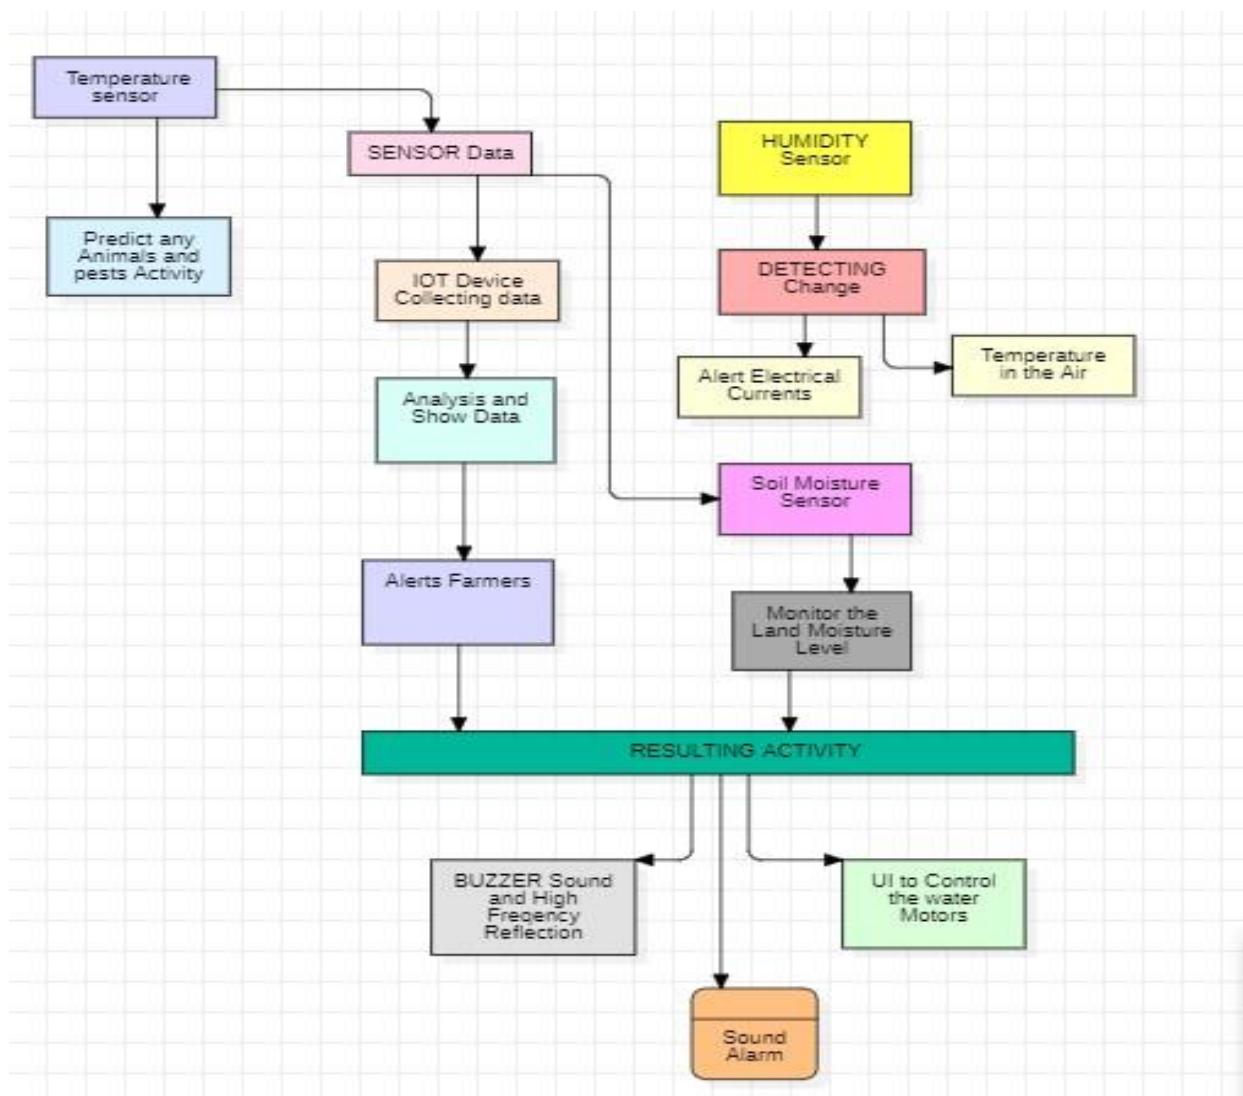 Temperature
sensor
SENSOR Data
HUMIDITY
Sensor
Predict any
Animals and
pests Activity
IOT Device
Collecting data
DETECTING
Change
Alert Electrical
Currents
Temperature
in the Air
Analysis and
Show Data
Soil Moisture
Sensor
Alerts Farmers
Monitor the
Land Moisture
Level
RESULTING ACTIVITY
BUZZER Sound
and High
Freqency
Reflection
UI to Control
the water
Motors
Sound
Alarm